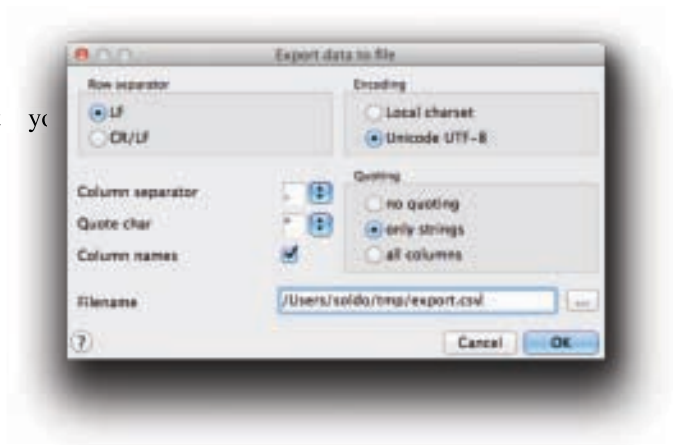 Export data to file
Row separator
LF
CR/LF
Encoding
Local charset
Unicode UTF-8
Column separator
,
Quote char
"
Column names
Quoting
no quoting
only strings
all columns
Filename
/Users/soldo/tmp/export.csv
...
?
Cancel
OK